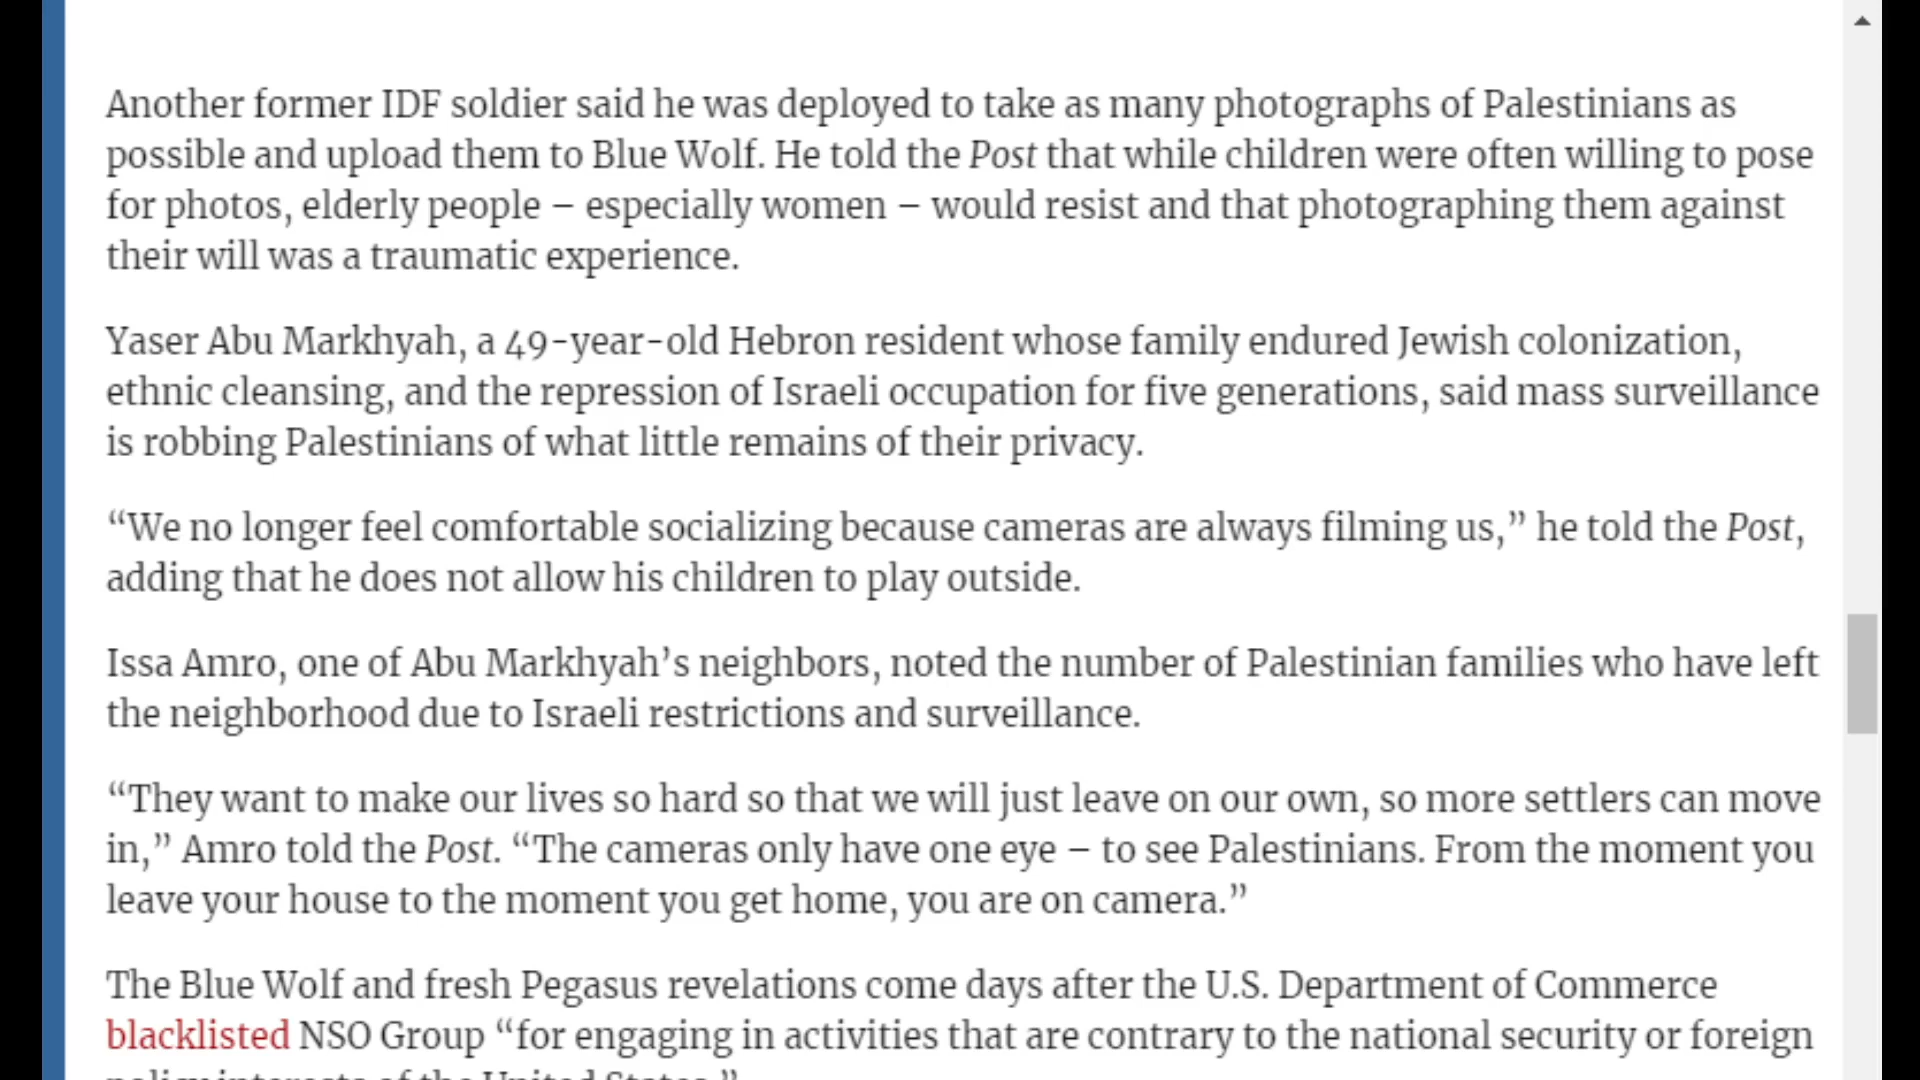 Another former IDF soldier said he was deployed to take as many photographs of Palestinians as
possible and upload them to Blue Wolf. He told the Post that while children were often willing to pose
for photos, elderly people – especially women – would resist and that photographing them against
their will was a traumatic experience.
Yaser Abu Markhyah, a 49-year-old Hebron resident whose family endured Jewish colonization,
ethnic cleansing, and the repression of Israeli occupation for five generations, said mass surveillance
is robbing Palestinians of what little remains of their privacy.
“We no longer feel comfortable socializing because cameras are always filming us,” he told the Post,
adding that he does not allow his children to play outside.
Issa Amro, one of Abu Markhyah’s neighbors, noted the number of Palestinian families who have left
the neighborhood due to Israeli restrictions and surveillance.
“They want to make our lives so hard so that we will just leave on our own, so more settlers can move
in,” Amro told the Post. “The cameras only have one eye – to see Palestinians. From the moment you
leave your house to the moment you get home, you are on camera.”
The Blue Wolf and fresh Pegasus revelations come days after the U.S. Department of Commerce
blacklisted NSO Group “for engaging in activities that are contrary to the national security or foreign
policy interests of the United States.”